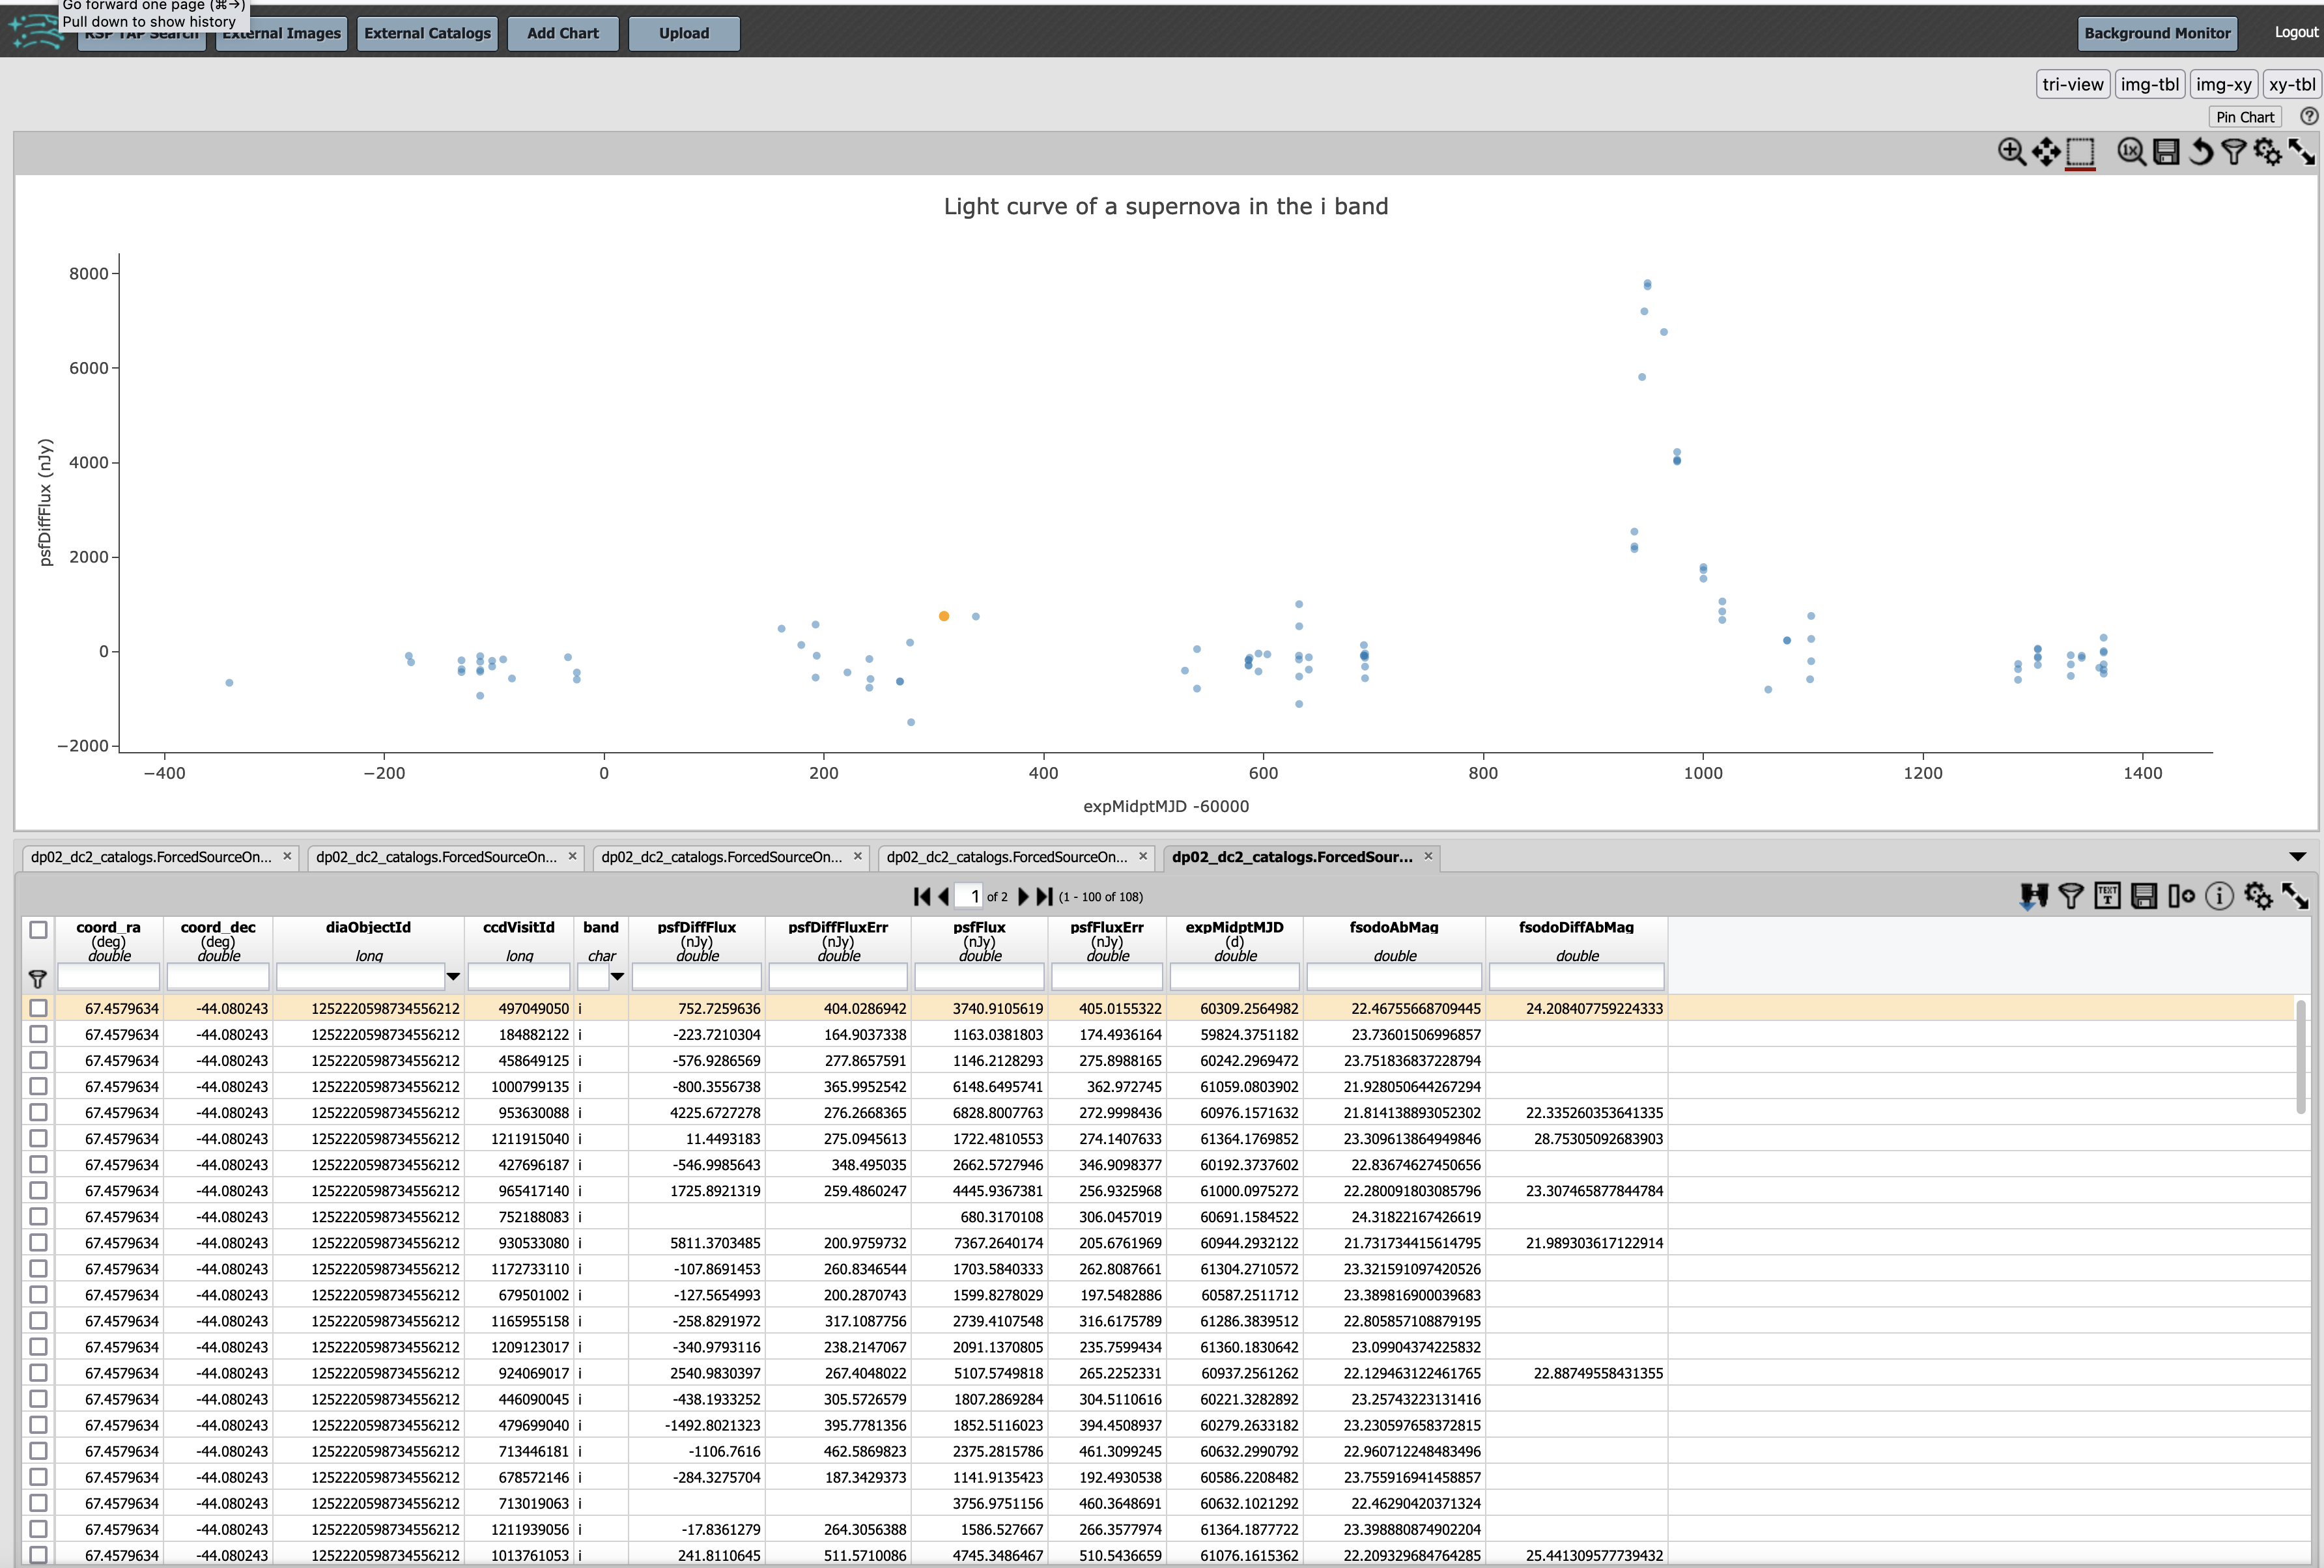 Go forward one page (⌘→)
Pull down to show history
RSP TAP Search External Images External Catalogs Add Chart Upload Background Monitor Logout
tri-view img-tbl img-xy xy-tbl
Pin Chart ?
1x
Light curve of a supernova in the i band
8000
6000
4000
2000
0
−2000
psfDiffFlux (nJy)
−400 −200 0 200 400 600 800 1000 1200 1400
expMidptMJD -60000
dp02_dc2_catalogs.ForcedSourceOn... × dp02_dc2_catalogs.ForcedSourceOn... × dp02_dc2_catalogs.ForcedSourceOn... × dp02_dc2_catalogs.ForcedSourceOn... × dp02_dc2_catalogs.ForcedSour... ×
1 of 2 (1 - 100 of 108) TEXT T i
coord_ra coord_dec diaObjectId ccdVisitId band psfDiffFlux psfDiffFluxErr psfFlux psfFluxErr expMidptMJD fsodoAbMag fsodoDiffAbMag
(deg) (deg) (nJy) (nJy) (nJy) (nJy) (d)
double double long long char double double double double double double double
67.4579634 -44.080243 1252220598734556212 497049050 i 752.7259636 404.0286942 3740.9105619 405.0155322 60309.2564982 22.46755668709445 24.208407759224333
67.4579634 -44.080243 1252220598734556212 184882122 i -223.7210304 164.9037338 1163.0381803 174.4936164 59824.3751182 23.73601506996857
67.4579634 -44.080243 1252220598734556212 458649125 i -576.9286569 277.8657591 1146.2128293 275.8988165 60242.2969472 23.751836837228794
67.4579634 -44.080243 1252220598734556212 1000799135 i -800.3556738 365.9952542 6148.6495741 362.972745 61059.0803902 21.928050644267294
67.4579634 -44.080243 1252220598734556212 953630088 i 4225.6727278 276.2668365 6828.8007763 272.9998436 60976.1571632 21.814138893052302 22.335260353641335
67.4579634 -44.080243 1252220598734556212 1211915040 i 11.4493183 275.0945613 1722.4810553 274.1407633 61364.1769852 23.309613864949846 28.75305092683903
67.4579634 -44.080243 1252220598734556212 427696187 i -546.9985643 348.495035 2662.5727946 346.9098377 60192.3737602 22.83674627450656
67.4579634 -44.080243 1252220598734556212 965417140 i 1725.8921319 259.4860247 4445.9367381 256.9325968 61000.0975272 22.280091803085796 23.307465877844784
67.4579634 -44.080243 1252220598734556212 752188083 i 680.3170108 306.0457019 60691.1584522 24.31822167426619
67.4579634 -44.080243 1252220598734556212 930533080 i 5811.3703485 200.9759732 7367.2640174 205.6761969 60944.2932122 21.731734415614795 21.989303617122914
67.4579634 -44.080243 1252220598734556212 1172733110 i -107.8691453 260.8346544 1703.5840333 262.8087661 61304.2710572 23.321591097420526
67.4579634 -44.080243 1252220598734556212 679501002 i -127.5654993 200.2870743 1599.8278029 197.5482886 60587.2511712 23.389816900039683
67.4579634 -44.080243 1252220598734556212 1165955158 i -258.8291972 317.1087756 2739.4107548 316.6175789 61286.3839512 22.805857108879195
67.4579634 -44.080243 1252220598734556212 1209123017 i -340.9793116 238.2147067 2091.1370805 235.7599434 61360.1830642 23.09904374225832
67.4579634 -44.080243 1252220598734556212 924069017 i 2540.9830397 267.4048022 5107.5749818 265.2252331 60937.2561262 22.129463122461765 22.88749558431355
67.4579634 -44.080243 1252220598734556212 446090045 i -438.1933252 305.5726579 1807.2869284 304.5110616 60221.3282892 23.25743223131416
67.4579634 -44.080243 1252220598734556212 479699040 i -1492.8021323 395.7781356 1852.5116023 394.4508937 60279.2633182 23.230597658372815
67.4579634 -44.080243 1252220598734556212 713446181 i -1106.7616 462.5869823 2375.2815786 461.3099245 60632.2990792 22.960712248483496
67.4579634 -44.080243 1252220598734556212 678572146 i -284.3275704 187.3429373 1141.9135423 192.4930538 60586.2208482 23.755916941458857
67.4579634 -44.080243 1252220598734556212 713019063 i 3756.9751156 460.3648691 60632.1021292 22.46290420371324
67.4579634 -44.080243 1252220598734556212 1211939056 i -17.8361279 264.3056388 1586.527667 266.3577974 61364.1877722 23.398880874902204
67.4579634 -44.080243 1252220598734556212 1013761053 i 241.8110645 511.5710086 4745.3486467 510.5436659 61076.1615362 22.209329684764285 25.441309577739432